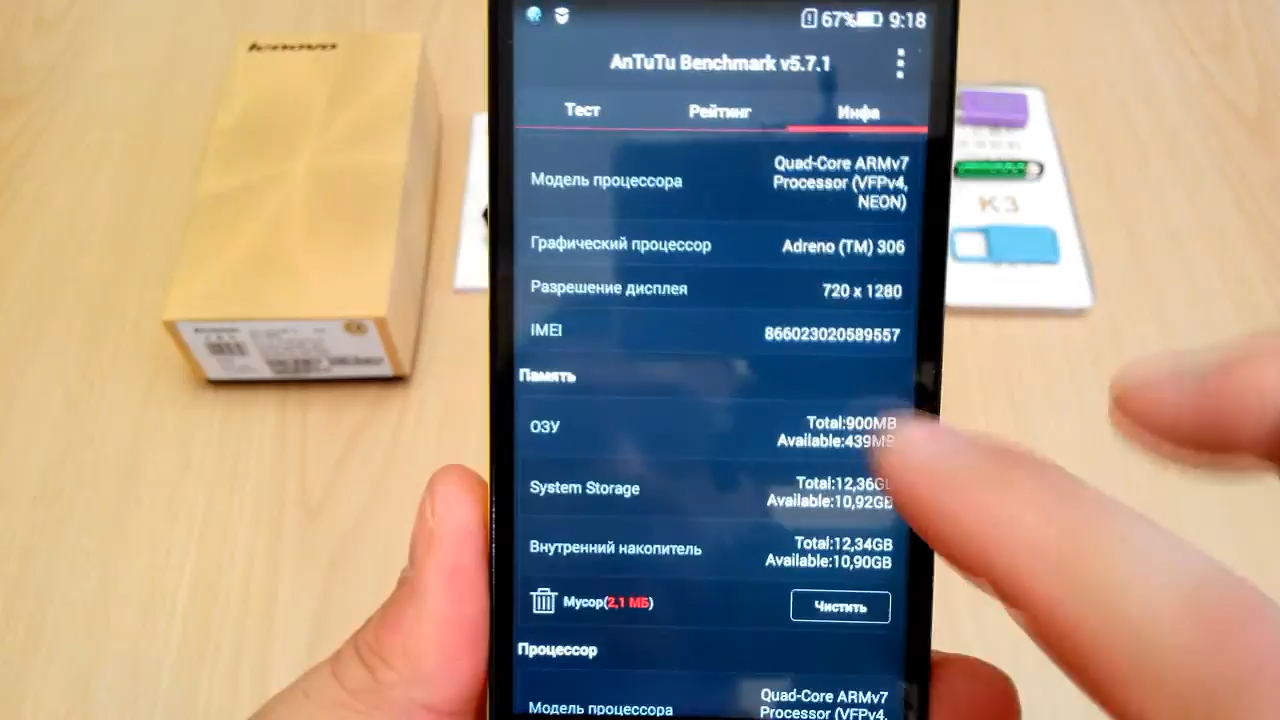 lenovo
67% 9:18
AnTuTu Benchmark v5.7.1
Тест Рейтинг Инфа
Модель процессора
Quad-Core ARMv7
Processor (VFPv4,
NEON)
Графический процессор Adreno (TM) 306
Разрешение дисплея 720 x 1280
IMEI 866023020589557
Память
ОЗУ
Total:900MB
Available:439MB
System Storage
Total:12,36GB
Available:10,92GB
Внутренний накопитель
Total:12,34GB
Available:10,90GB
Мусор(2,1 МБ) Чистить
Процессор
Модель процессора
Quad-Core ARMv7
Processor (VFPv4,
K3